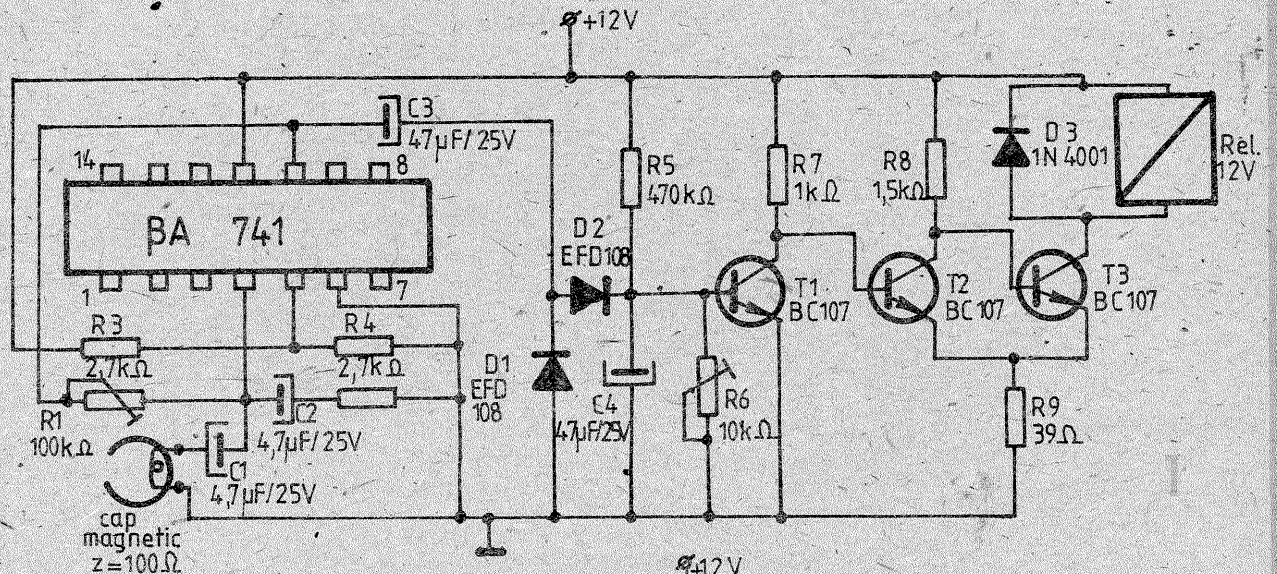 +12V
C3
47µF/25V
14
8
βA 741
1
7
R3
2,7kΩ
R4
2,7kΩ
R1
100kΩ
C2
4,7µF/25V
C1
4,7µF/25V
cap
magnetic
z=100Ω
D1
EFD
108
D2
EFD108
R5
470kΩ
C4
47µF/25V
R6
10kΩ
R7
1kΩ
T1
BC107
R8
1,5kΩ
T2
BC107
D3
1N 4001
Rel.
12V
T3
BC107
R9
39Ω
+12V